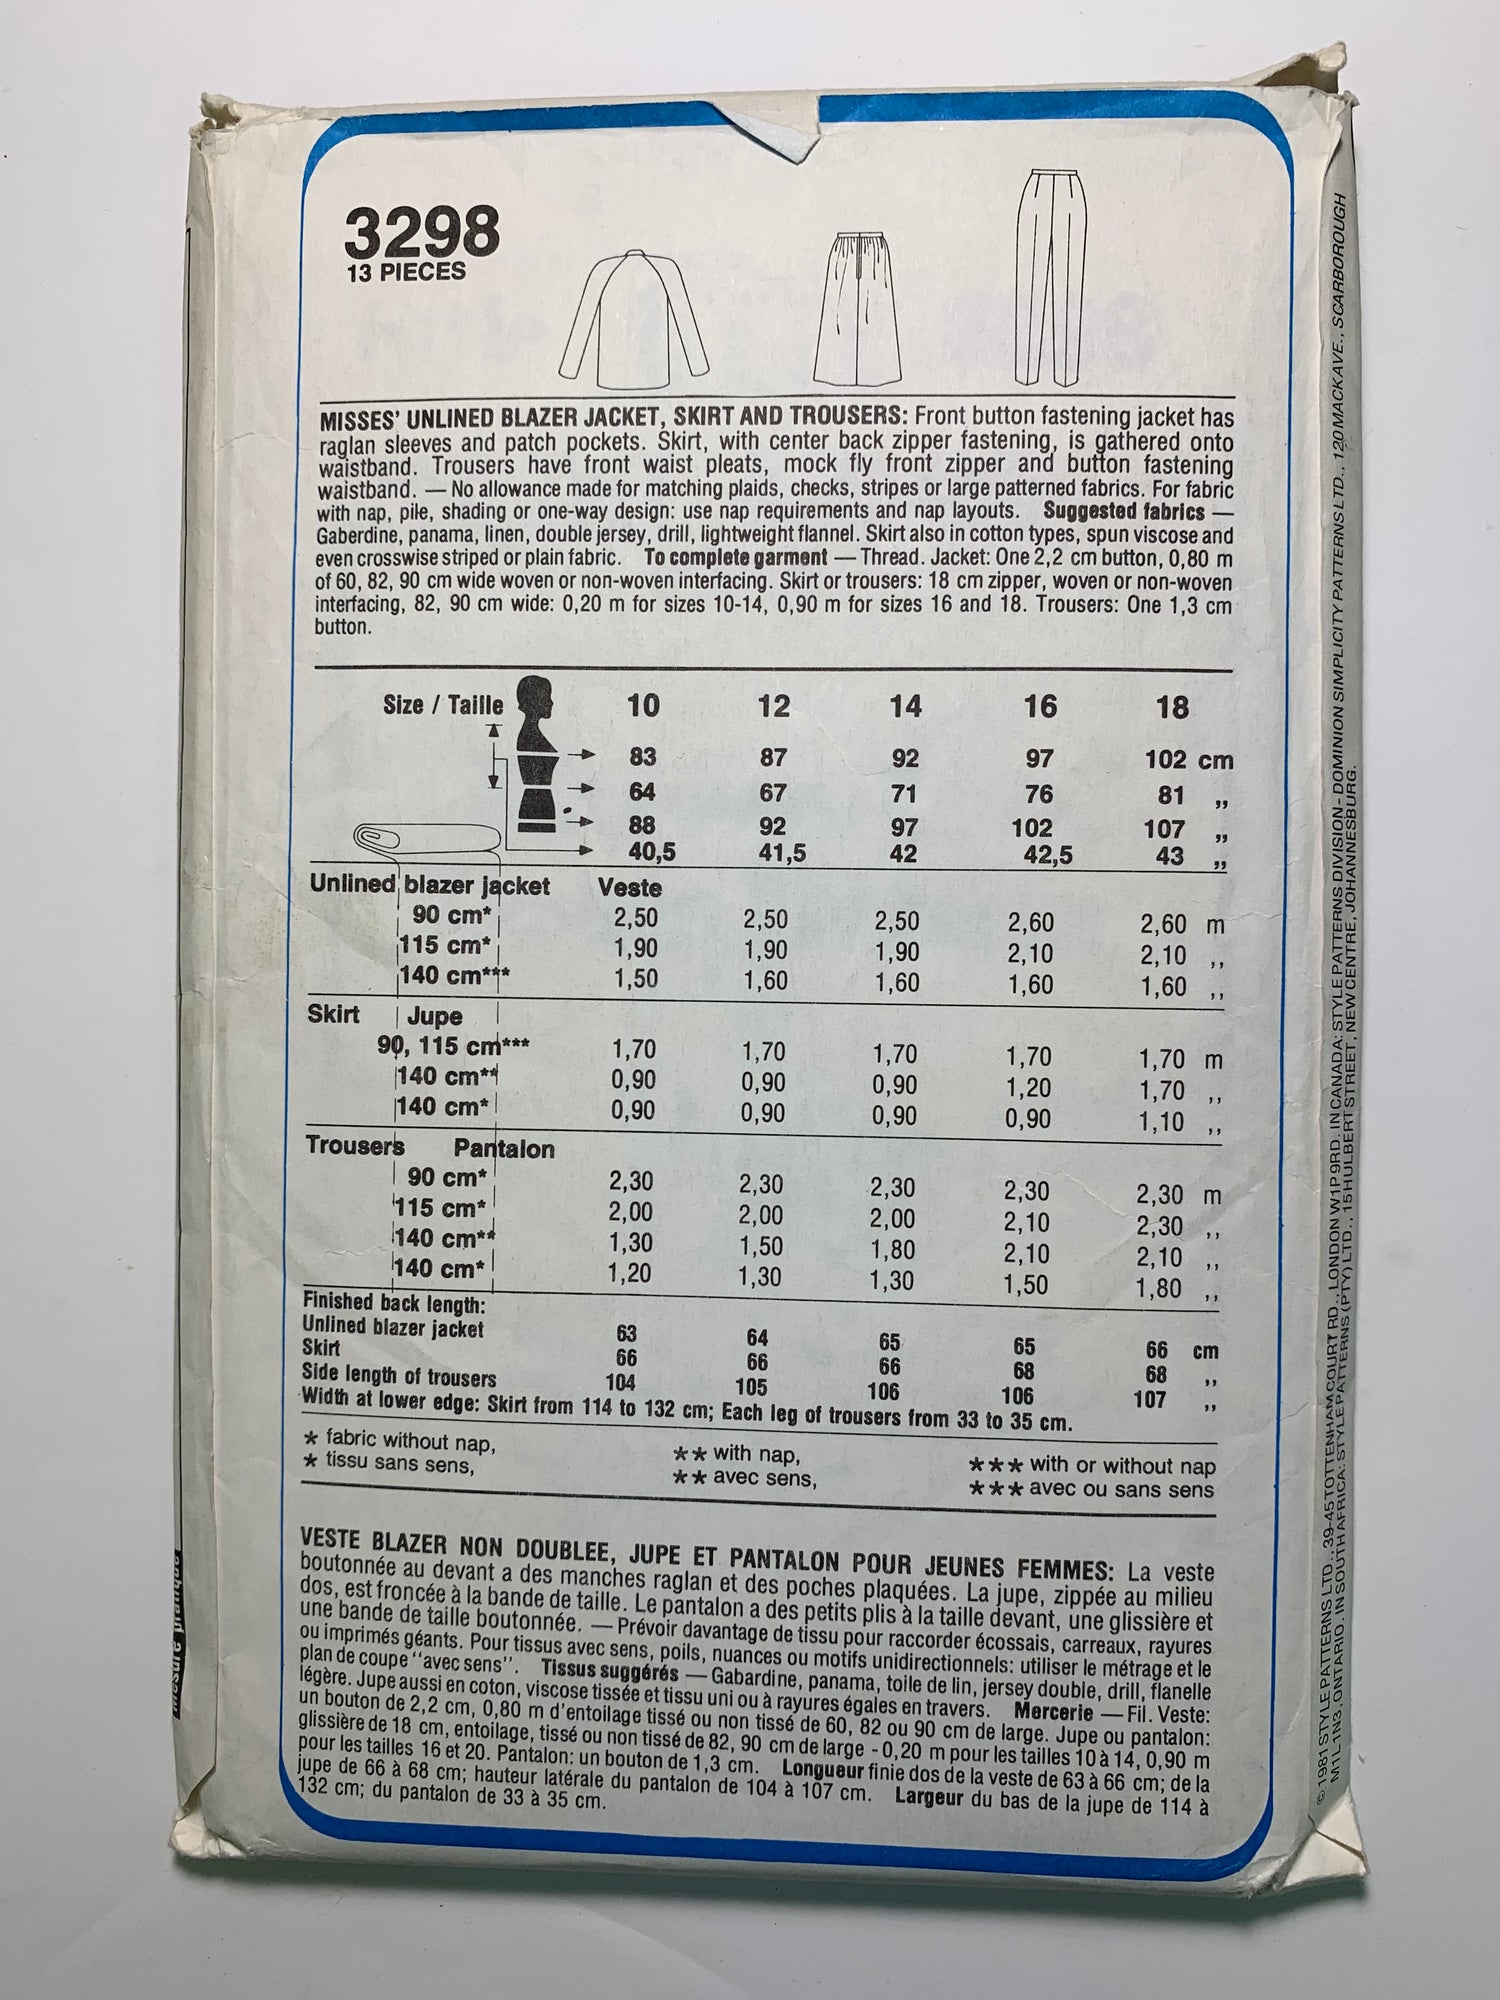 3298
13 PIECES
MISSES' UNLINED BLAZER JACKET, SKIRT AND TROUSERS: Front button fastening jacket has
raglan sleeves and patch pockets. Skirt, with center back zipper fastening, is gathered onto
waistband. Trousers have front waist pleats, mock fly front zipper and button fastening
waistband. — No allowance made for matching plaids, checks, stripes or large patterned fabrics. For fabric
with nap, pile, shading or one-way design: use nap requirements and nap layouts. Suggested fabrics —
Gaberdine, panama, linen, double jersey, drill, lightweight flannel. Skirt also in cotton types, spun viscose and
even crosswise striped or plain fabric. To complete garment — Thread. Jacket: One 2,2 cm button, 0,80 m
of 60, 82, 90 cm wide woven or non-woven interfacing. Skirt or trousers: 18 cm zipper, woven or non-woven
interfacing, 82, 90 cm wide: 0,20 m for sizes 10-14, 0,90 m for sizes 16 and 18. Trousers: One 1,3 cm
button.
Size / Taille 10 12 14 16 18
83 87 92 97 102 cm
64 67 71 76 81 ,,
88 92 97 102 107 ,,
40,5 41,5 42 42,5 43 ,,
Unlined blazer jacket Veste
90 cm* 2,50 2,50 2,50 2,60 2,60 m
115 cm* 1,90 1,90 1,90 2,10 2,10 ,,
140 cm*** 1,50 1,60 1,60 1,60 1,60 ,,
Skirt Jupe
90, 115 cm*** 1,70 1,70 1,70 1,70 1,70 m
140 cm** 0,90 0,90 0,90 1,20 1,70 ,,
140 cm* 0,90 0,90 0,90 0,90 1,10 ,,
Trousers Pantalon
90 cm* 2,30 2,30 2,30 2,30 2,30 m
115 cm* 2,00 2,00 2,00 2,10 2,30 ,,
140 cm** 1,30 1,50 1,80 2,10 2,10 ,,
140 cm* 1,20 1,30 1,30 1,50 1,80 ,,
Finished back length:
Unlined blazer jacket 63 64 65 65 66 cm
Skirt 66 66 66 68 68 ,,
Side length of trousers 104 105 106 106 107 ,,
Width at lower edge: Skirt from 114 to 132 cm; Each leg of trousers from 33 to 35 cm.
* fabric without nap, ** with nap, *** with or without nap
* tissu sans sens, ** avec sens, *** avec ou sans sens
VESTE BLAZER NON DOUBLEE, JUPE ET PANTALON POUR JEUNES FEMMES: La veste
boutonnée au devant a des manches raglan et des poches plaquées. La jupe, zippée au milieu
dos, est froncée à la bande de taille. Le pantalon a des petits plis à la taille devant, une glissière et
une bande de taille boutonnée. — Prévoir davantage de tissu pour raccorder écossais, carreaux, rayures
ou imprimés géants. Pour tissus avec sens, poils, nuances ou motifs unidirectionnels: utiliser le métrage et le
plan de coupe "avec sens". Tissus suggérés — Gabardine, panama, toile de lin, jersey double, drill, flanelle
légère. Jupe aussi en coton, viscose tissée et tissu uni ou à rayures égales en travers. Mercerie — Fil. Veste:
un bouton de 2,2 cm, 0,80 m d'entoilage tissé ou non tissé de 60, 82 ou 90 cm de large. Jupe ou pantalon:
glissière de 18 cm, entoilage, tissé ou non tissé de 82, 90 cm de large - 0,20 m pour les tailles 10 à 14, 0,90 m
pour les tailles 16 et 20. Pantalon: un bouton de 1,3 cm. Longueur finie dos de la veste de 63 à 66 cm; de la
jupe de 66 à 68 cm; hauteur latérale du pantalon de 104 à 107 cm. Largeur du bas de la jupe de 114 à
132 cm; du pantalon de 33 à 35 cm.
© 1981 STYLE PATTERNS LTD., 39-45 TOTTENHAM COURT RD., LONDON W1P 9RD. IN CANADA: STYLE PATTERNS DIVISION - DOMINION SIMPLICITY PATTERNS LTD., 120 MACK AVE., SCARBOROUGH
M1L 1N3, ONTARIO. IN SOUTH AFRICA: STYLE PATTERNS (PTY) LTD., 15 HULBERT STREET, NEW CENTRE, JOHANNESBURG.
mesure pratique